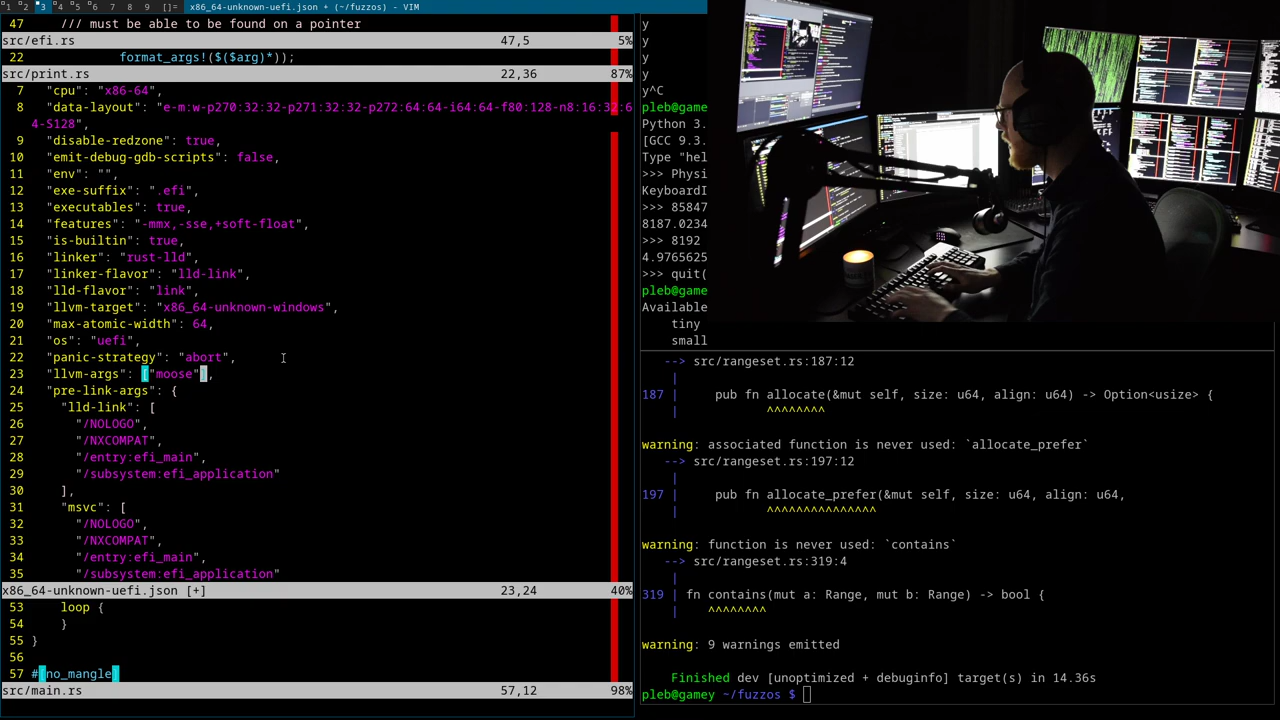 1 2 3 4 5 6 7 8 9 []= x86_64-unknown-uefi.json + (~/fuzzos) - VIM
47 /// must be able to be found on a pointer
src/efi.rs 47,5 5%
22 format_args!($($arg)*));
src/print.rs 22,36 87%
7 "cpu": "x86-64",
8 "data-layout": "e-m:w-p270:32:32-p271:32:32-p272:64:64-i64:64-f80:128-n8:16:32:6
4-S128",
9 "disable-redzone": true,
10 "emit-debug-gdb-scripts": false,
11 "env": "",
12 "exe-suffix": ".efi",
13 "executables": true,
14 "features": "-mmx,-sse,+soft-float",
15 "is-builtin": true,
16 "linker": "rust-lld",
17 "linker-flavor": "lld-link",
18 "lld-flavor": "link",
19 "llvm-target": "x86_64-unknown-windows",
20 "max-atomic-width": 64,
21 "os": "uefi",
22 "panic-strategy": "abort",
23 "llvm-args": ["moose"],
24 "pre-link-args": {
25 "lld-link": [
26 "/NOLOGO",
27 "/NXCOMPAT",
28 "/entry:efi_main",
29 "/subsystem:efi_application"
30 ],
31 "msvc": [
32 "/NOLOGO",
33 "/NXCOMPAT",
34 "/entry:efi_main",
35 "/subsystem:efi_application"
x86_64-unknown-uefi.json [+] 23,24 40%
53 loop {
54 }
55 }
56
57 #[no_mangle]
src/main.rs 57,12 98%
y
y
y
y
y^C
pleb@game
Python 3.
[GCC 9.3.
Type "hel
>>> Physi
KeyboardI
>>> 85847
8187.0234
>>> 8192
4.9765625
>>> quit(
pleb@game
Available
tiny
small
--> src/rangeset.rs:187:12
|
187 | pub fn allocate(&mut self, size: u64, align: u64) -> Option<usize> {
| ^^^^^^^^
warning: associated function is never used: `allocate_prefer`
--> src/rangeset.rs:197:12
|
197 | pub fn allocate_prefer(&mut self, size: u64, align: u64,
| ^^^^^^^^^^^^^^^
warning: function is never used: `contains`
--> src/rangeset.rs:319:4
|
319 | fn contains(mut a: Range, mut b: Range) -> bool {
| ^^^^^^^^
warning: 9 warnings emitted
Finished dev [unoptimized + debuginfo] target(s) in 14.36s
pleb@gamey ~/fuzzos $